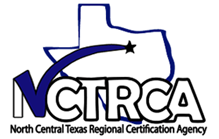 NCTRCA
North Central Texas Regional Certification Agency